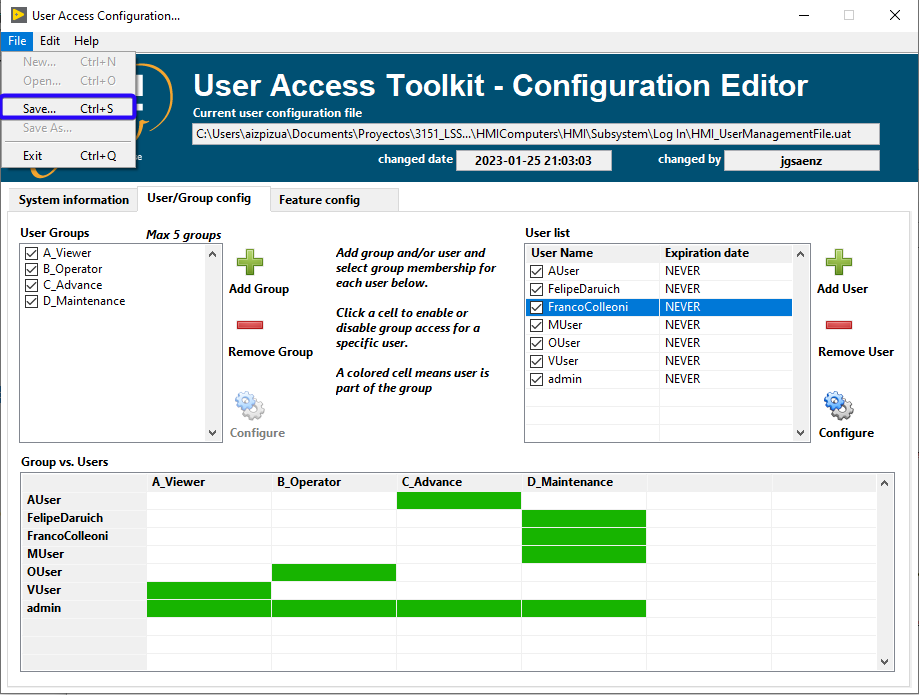 User Access Configuration...
File Edit Help
New... Ctrl+N
Open... Ctrl+O
Save... Ctrl+S
Save As...
Exit Ctrl+Q
User Access Toolkit - Configuration Editor
Current user configuration file
C:\Users\aizpizua\Documents\Proyectos\3151_LSS...\HMIComputers\HMI\Subsystem\Log In\HMI_UserManagementFile.uat
changed date 2023-01-25 21:03:03 changed by jgsaenz
System information User/Group config Feature config
User Groups Max 5 groups
A_Viewer
B_Operator
C_Advance
D_Maintenance
Add Group
Remove Group
Configure
Add group and/or user and
select group membership for
each user below.
Click a cell to enable or
disable group access for a
specific user.
A colored cell means user is
part of the group
User list
User Name Expiration date
AUser NEVER
FelipeDaruich NEVER
FrancoColleoni NEVER
MUser NEVER
OUser NEVER
VUser NEVER
admin NEVER
Add User
Remove User
Configure
Group vs. Users
A_Viewer B_Operator C_Advance D_Maintenance
AUser
FelipeDaruich
FrancoColleoni
MUser
OUser
VUser
admin